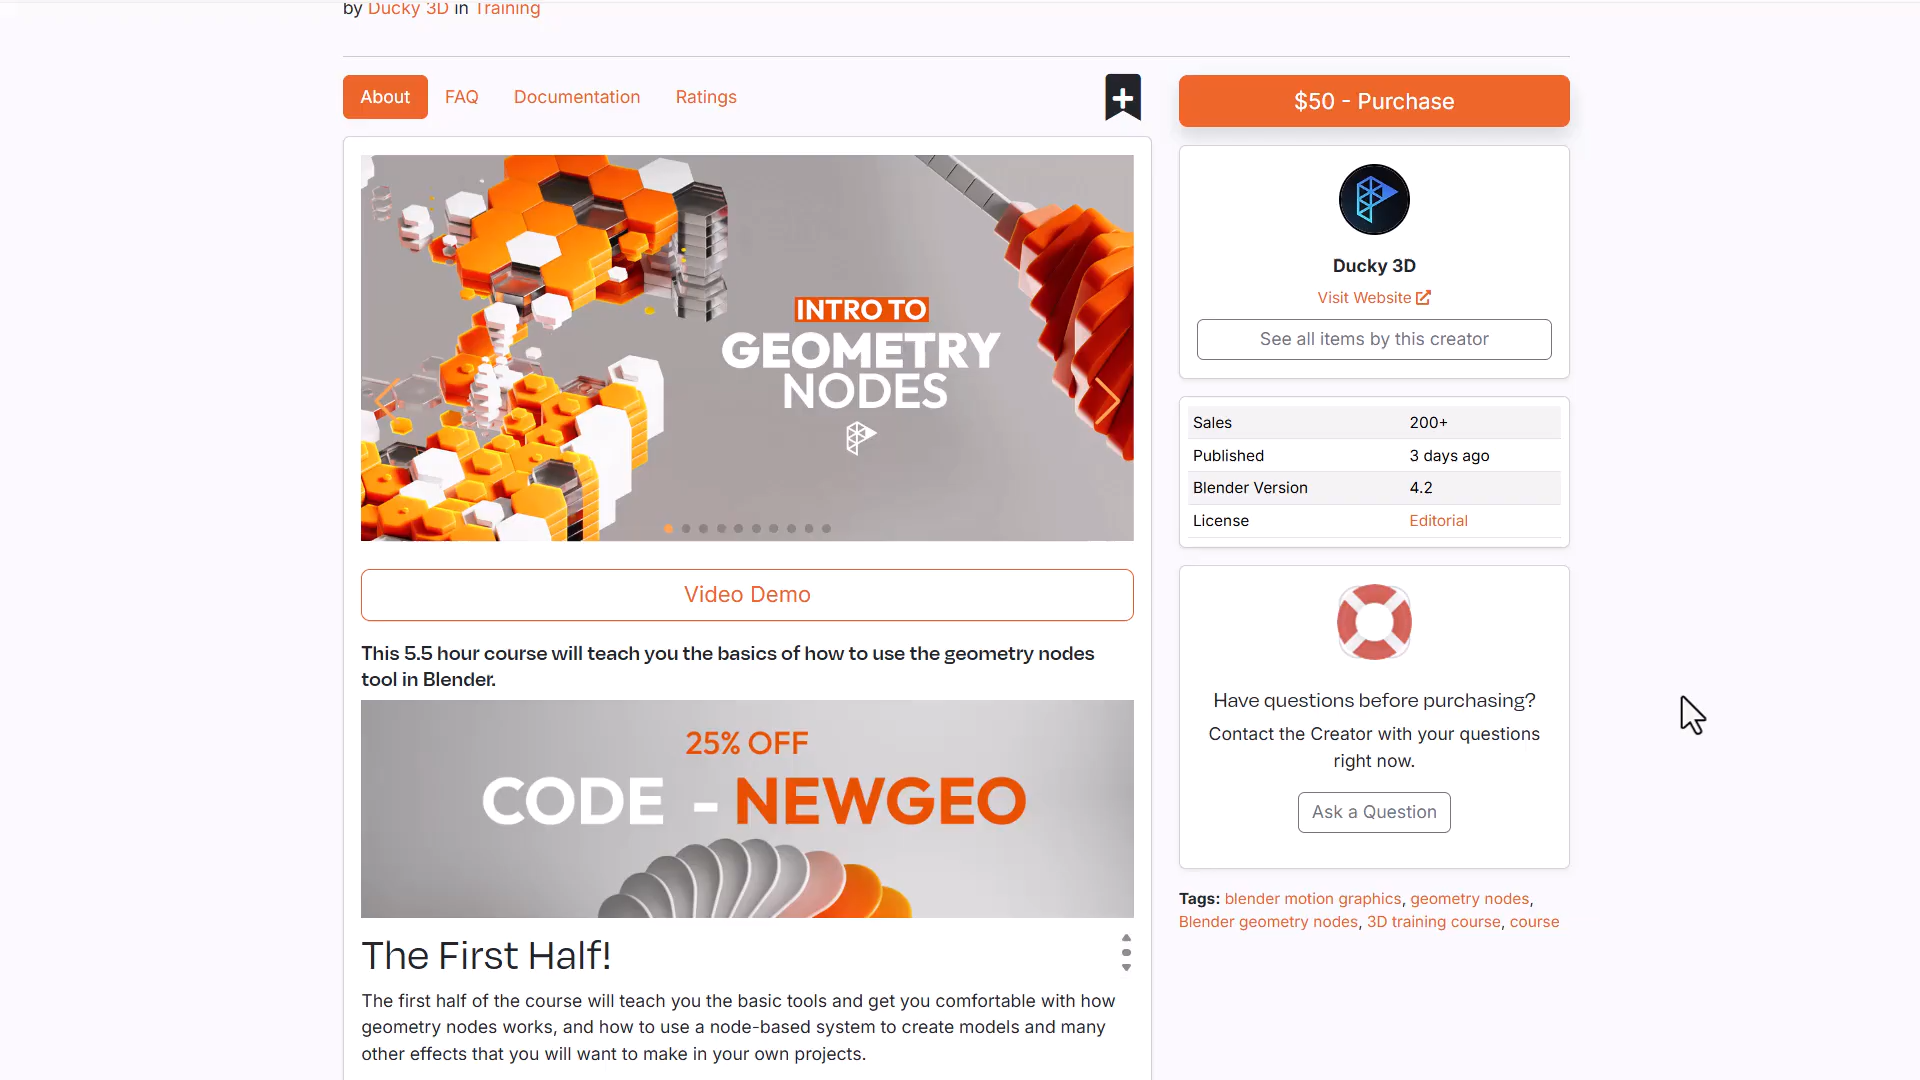 by Ducky 3D in Training
About
FAQ
Documentation
Ratings
$50 - Purchase
INTRO TO
GEOMETRY
NODES
Ducky 3D
Visit Website
See all items by this creator
Sales 200+
Published 3 days ago
Blender Version 4.2
License Editorial
Video Demo
This 5.5 hour course will teach you the basics of how to use the geometry nodes
tool in Blender.
25% OFF
CODE - NEWGEO
Have questions before purchasing?
Contact the Creator with your questions
right now.
Ask a Question
Tags: blender motion graphics, geometry nodes,
Blender geometry nodes, 3D training course, course
The First Half!
The first half of the course will teach you the basic tools and get you comfortable with how
geometry nodes works, and how to use a node-based system to create models and many
other effects that you will want to make in your own projects.